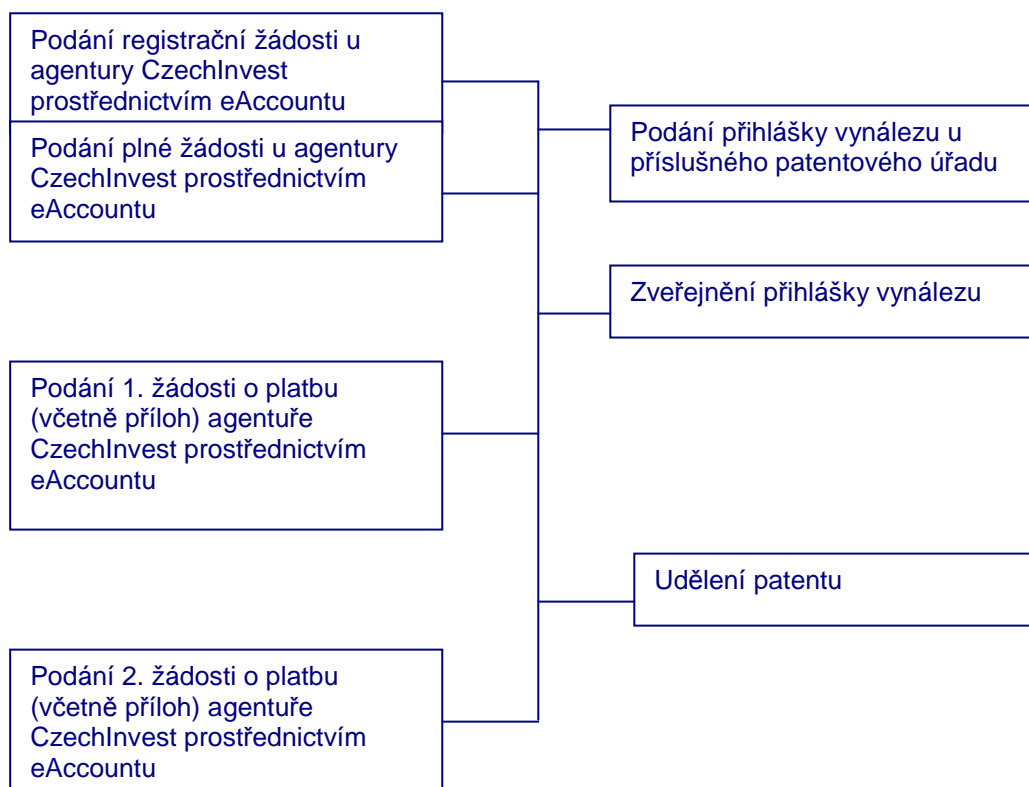 Podání registrační žádosti u
agentury CzechInvest
prostřednictvím eAccountu
Podání plné žádosti u agentury
CzechInvest prostřednictvím
eAccountu
Podání přihlášky vynálezu u
příslušného patentového úřadu
Zveřejnění přihlášky vynálezu
Podání 1. žádosti o platbu
(včetně příloh) agentuře
CzechInvest prostřednictvím
eAccountu
Udělení patentu
Podání 2. žádosti o platbu
(včetně příloh) agentuře
CzechInvest prostřednictvím
eAccountu